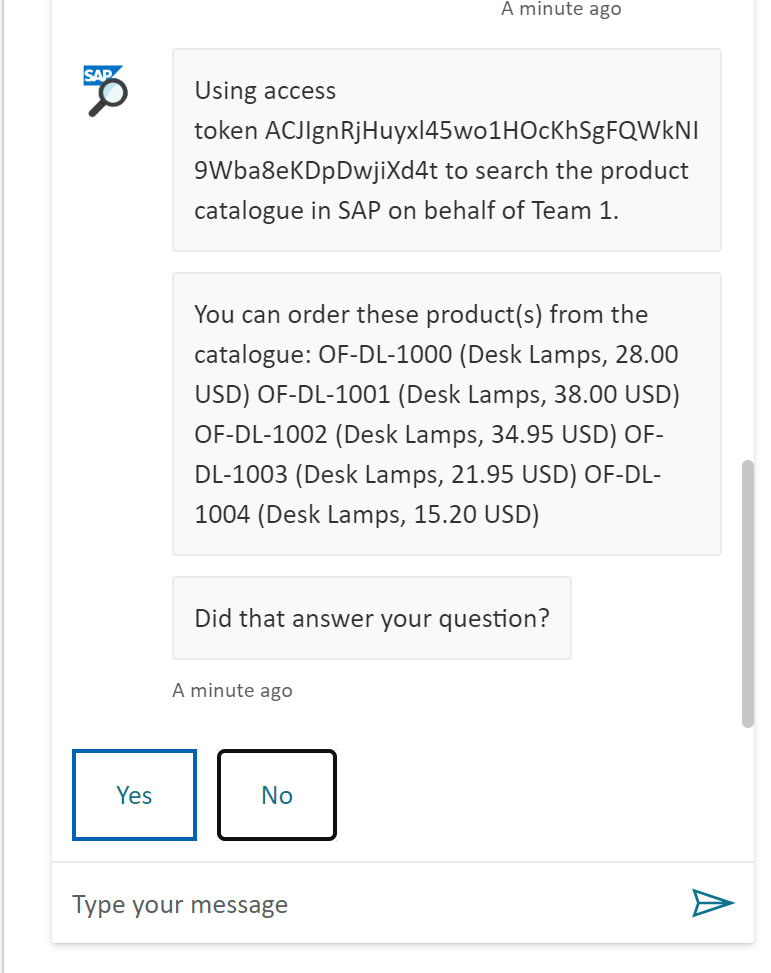 A minute ago
SAP
Using access
token ACJIgnRjHuyxl45wo1HOcKhSgFQWkNI
9Wba8eKDpDwjiXd4t to search the product
catalogue in SAP on behalf of Team 1.
You can order these product(s) from the
catalogue: OF-DL-1000 (Desk Lamps, 28.00
USD) OF-DL-1001 (Desk Lamps, 38.00 USD)
OF-DL-1002 (Desk Lamps, 34.95 USD) OF-
DL-1003 (Desk Lamps, 21.95 USD) OF-DL-
1004 (Desk Lamps, 15.20 USD)
Did that answer your question?
A minute ago
Yes
No
Type your message